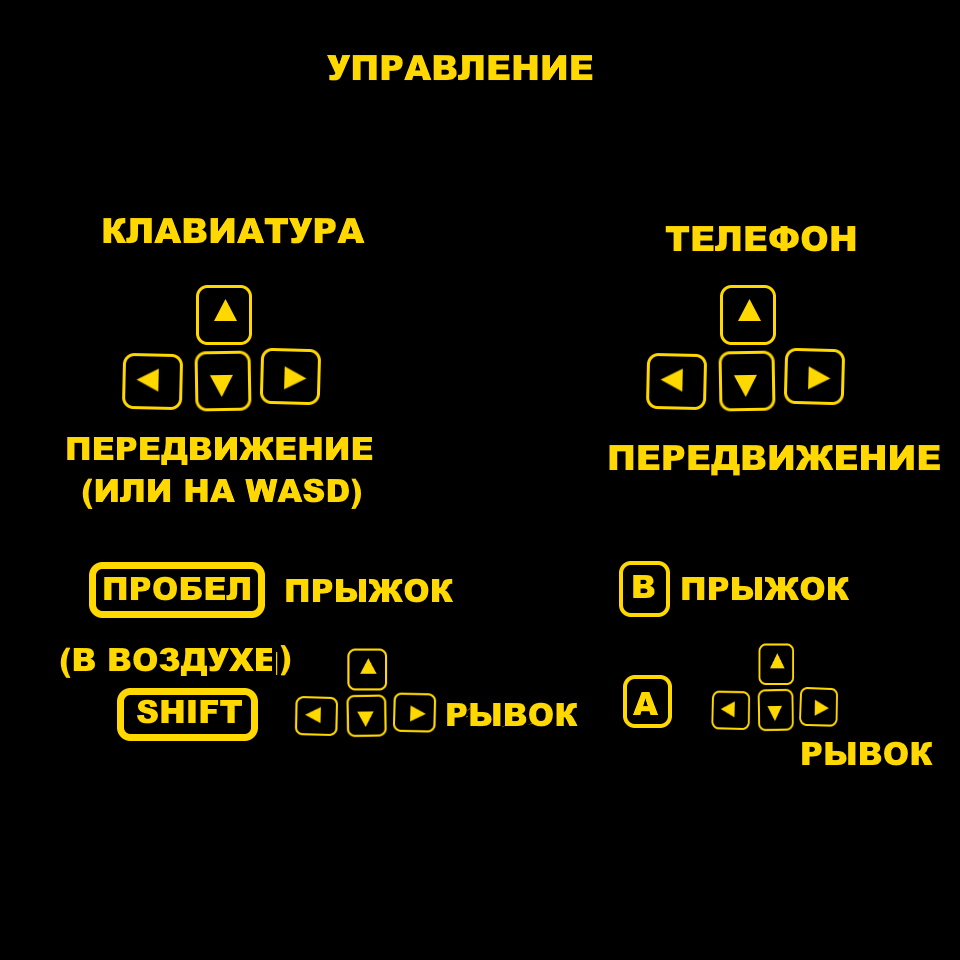 УПРАВЛЕНИЕ
КЛАВИАТУРА
ПЕРЕДВИЖЕНИЕ
(ИЛИ НА WASD)
ПРОБЕЛ ПРЫЖОК
(В ВОЗДУХЕ)
SHIFT РЫВОК
ТЕЛЕФОН
ПЕРЕДВИЖЕНИЕ
B ПРЫЖОК
A
РЫВОК